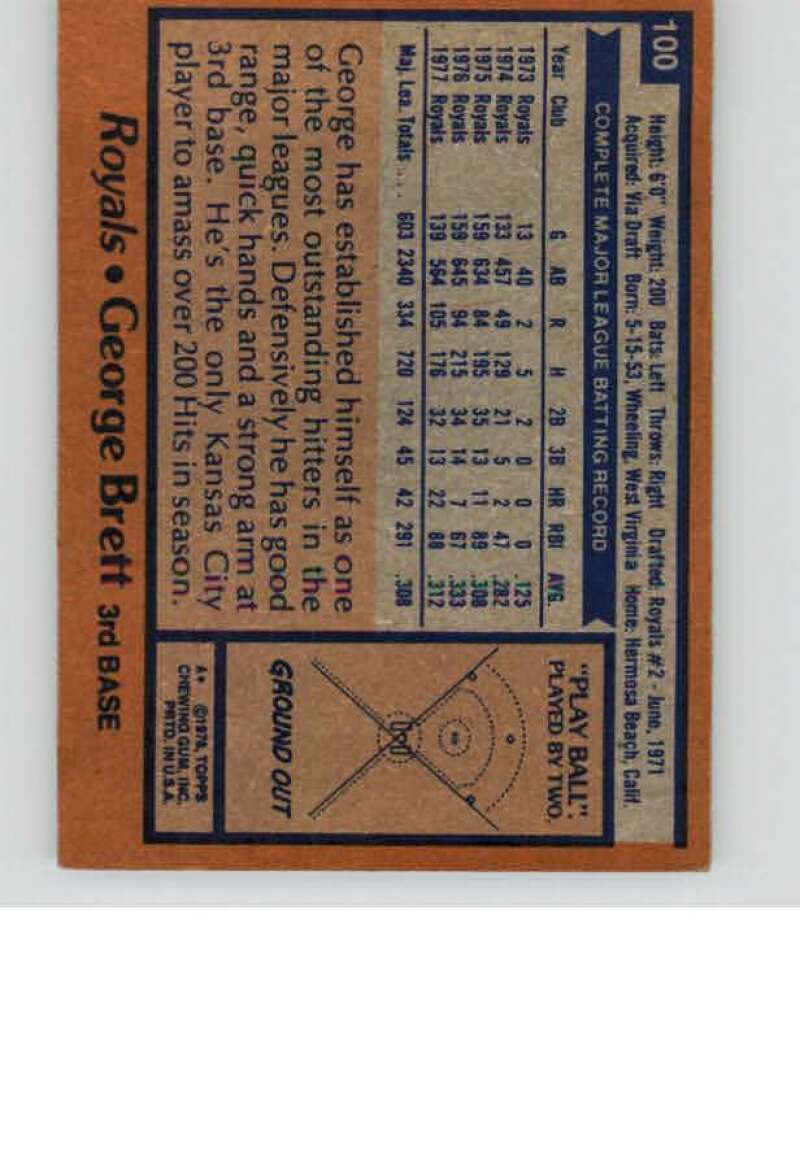 100
Height: 6'0" Weight: 200 Bats: Left Throws: Right Drafted: Royals #2 - June, 1971
Acquired: Via Draft Born: 5-15-53, Wheeling, West Virginia Home: Hermosa Beach, Calif.
COMPLETE MAJOR LEAGUE BATTING RECORD
Year Club G AB R H 2B 3B HR RBI AVG.
1973 Royals 13 40 2 5 2 0 0 0 .125
1974 Royals 133 457 49 129 21 5 2 47 .282
1975 Royals 159 634 84 195 35 13 11 89 .308
1976 Royals 159 645 94 215 34 14 7 67 .333
1977 Royals 139 564 105 176 32 13 22 88 .312
Maj. Lea. Totals ... 603 2340 334 720 124 45 42 291 .308
George has established himself as one
of the most outstanding hitters in the
major leagues. Defensively he has good
range, quick hands and a strong arm at
3rd base. He's the only Kansas City
player to amass over 200 Hits in season.
"PLAY BALL":
PLAYED BY TWO.
GROUND OUT
A* ©1978, TOPPS
CHEWING GUM, INC.
PRTD. IN U.S.A.
Royals • George Brett 3rd BASE